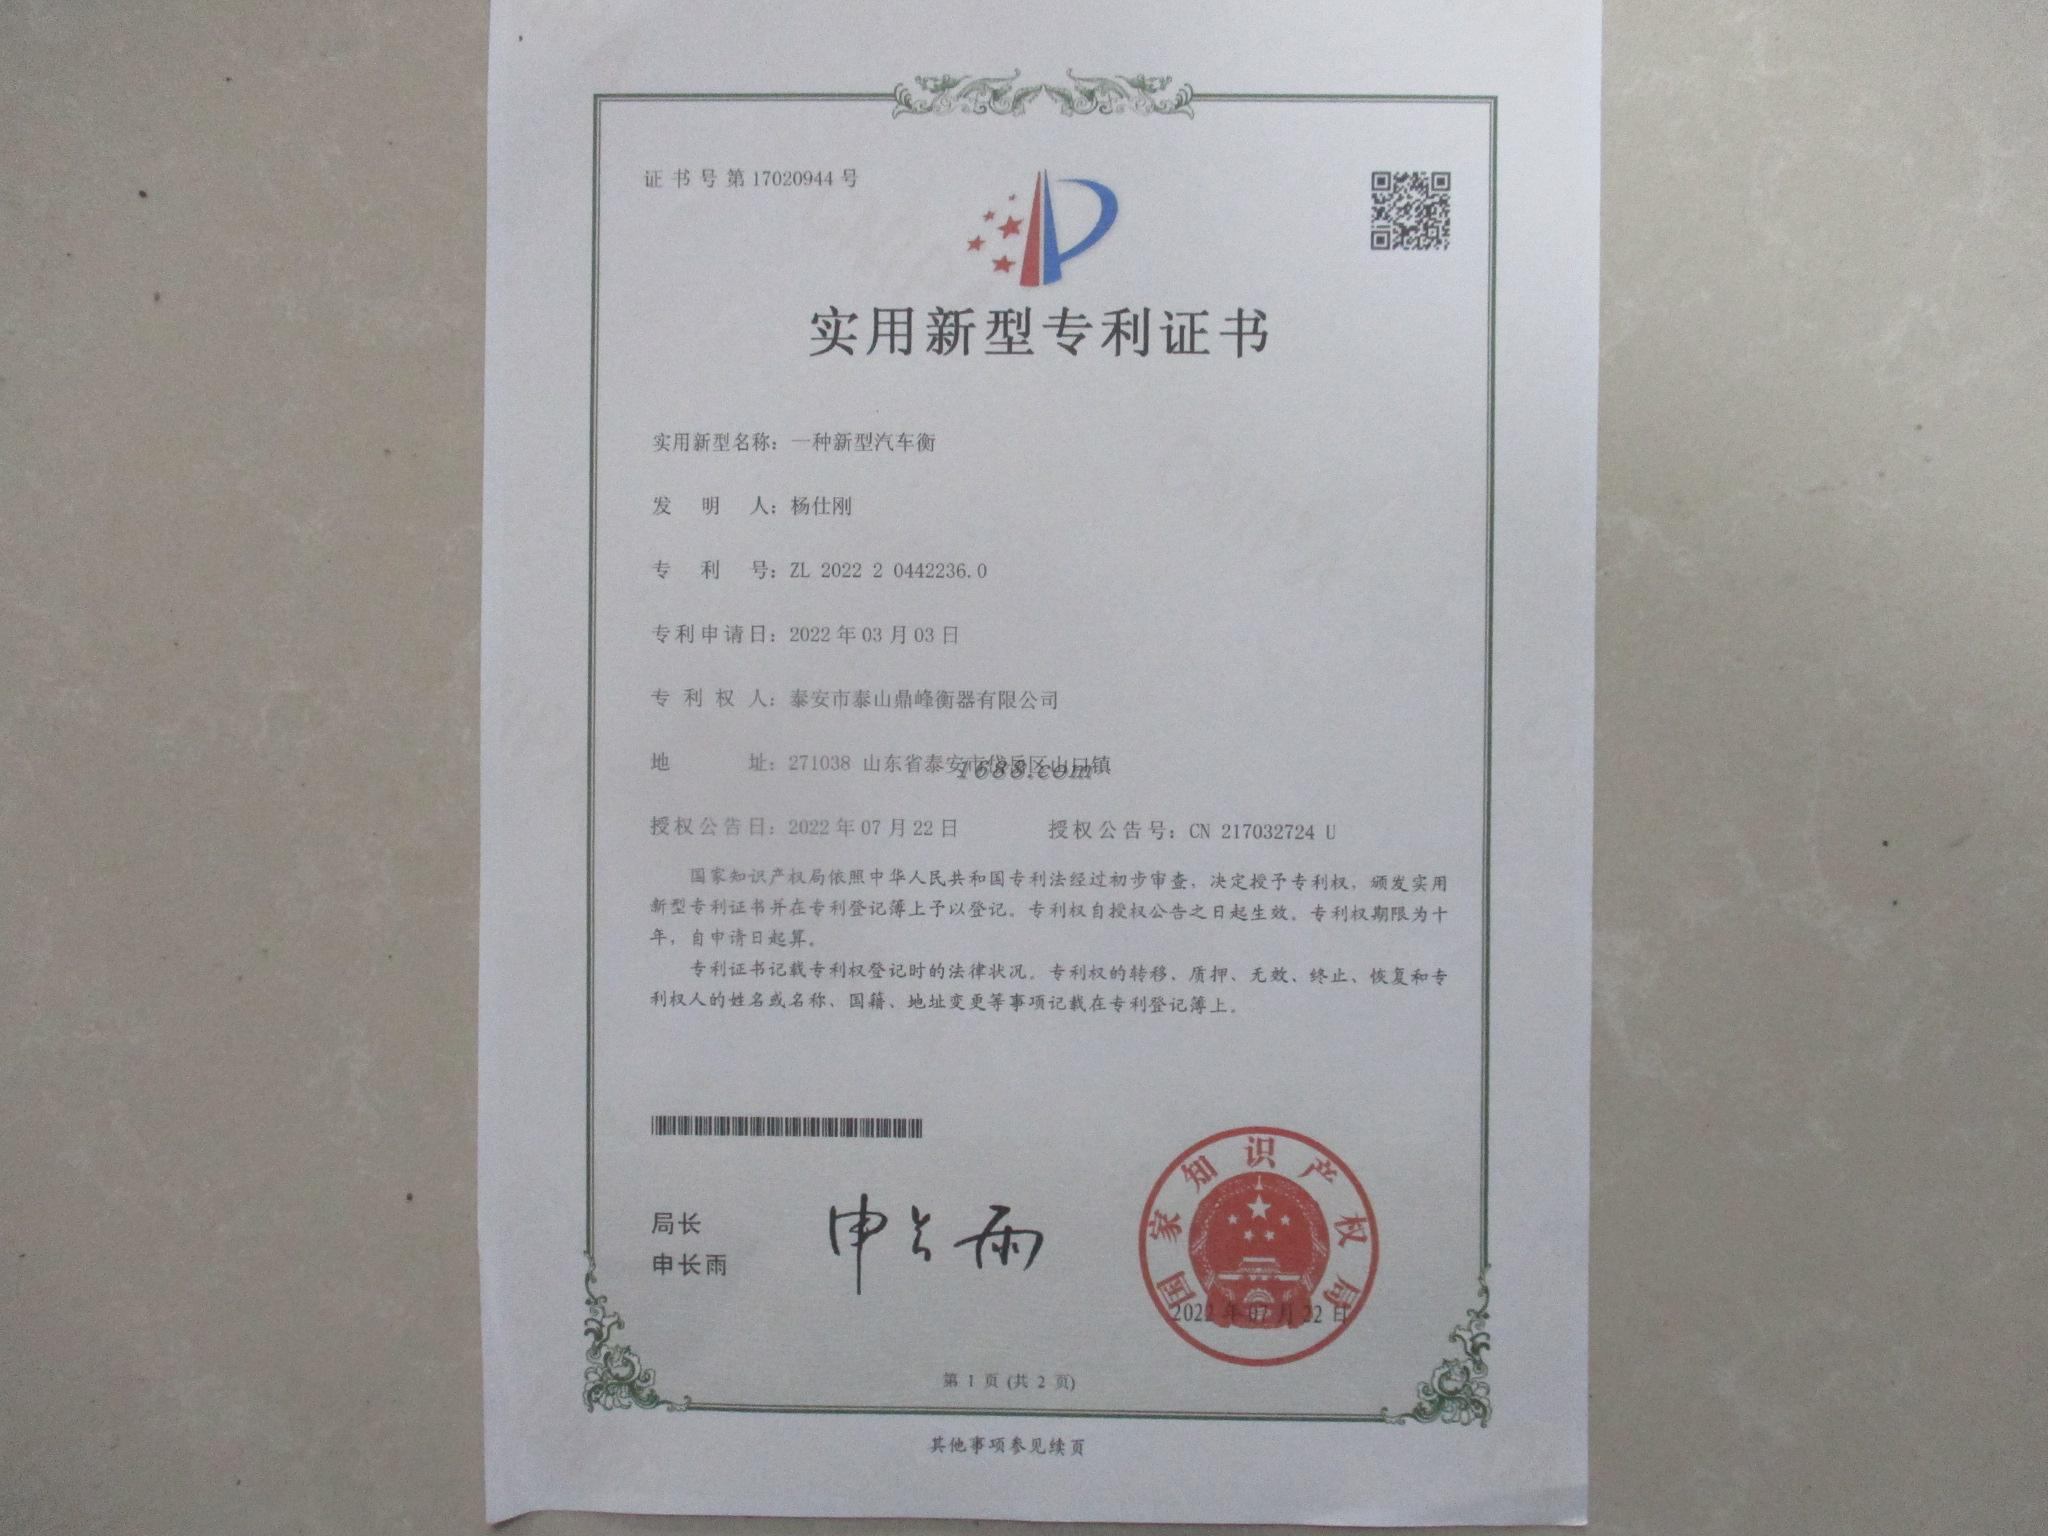 证书号第17020944号
实用新型专利证书
实用新型名称：一种新型汽车衡
发明人：杨仕刚
专利号：ZL 2022 2 0442236.0
专利申请日：2022年03月03日
专利权人：泰安市泰山鼎峰衡器有限公司
地址：271038 山东省泰安市岱岳区山口镇
1688.com
授权公告日：2022年07月22日 授权公告号：CN 217032724 U
国家知识产权局依照中华人民共和国专利法经过初步审查，决定授予专利权，颁发实用
新型专利证书并在专利登记簿上予以登记。专利权自授权公告之日起生效。专利权期限为十
年，自申请日起算。
专利证书记载专利权登记时的法律状况。专利权的转移、质押、无效、终止、恢复和专
利权人的姓名或名称、国籍、地址变更等事项记载在专利登记簿上。
局长
申长雨
申长雨
国家知识产权局
2022年07月22日
第 1 页 (共 2 页)
其他事项参见续页